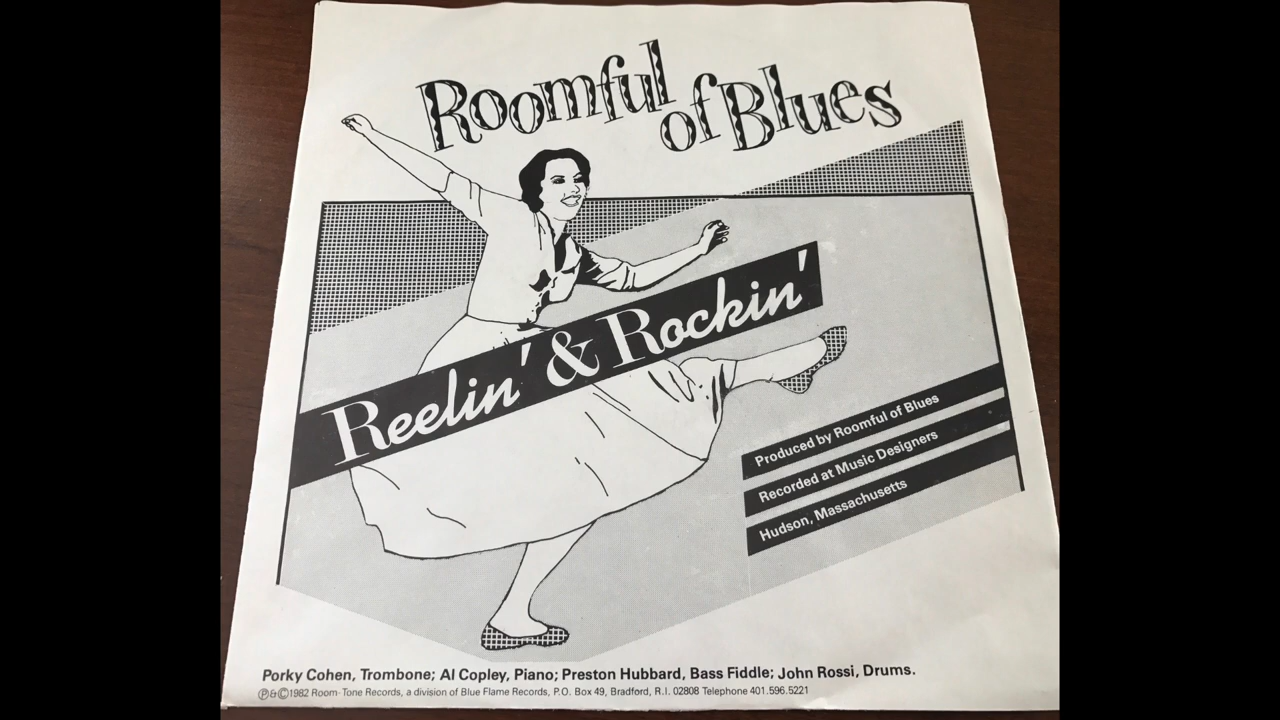 Roomful
of Blues
Reelin' & Rockin'
Produced by Roomful of Blues
Recorded at Music Designers
Hudson, Massachusetts
Porky Cohen, Trombone; Al Copley, Piano; Preston Hubbard, Bass Fiddle; John Rossi, Drums.
℗&©1982 Room-Tone Records, a division of Blue Flame Records, P.O. Box 49, Bradford, R.I. 02808 Telephone 401.596.5221